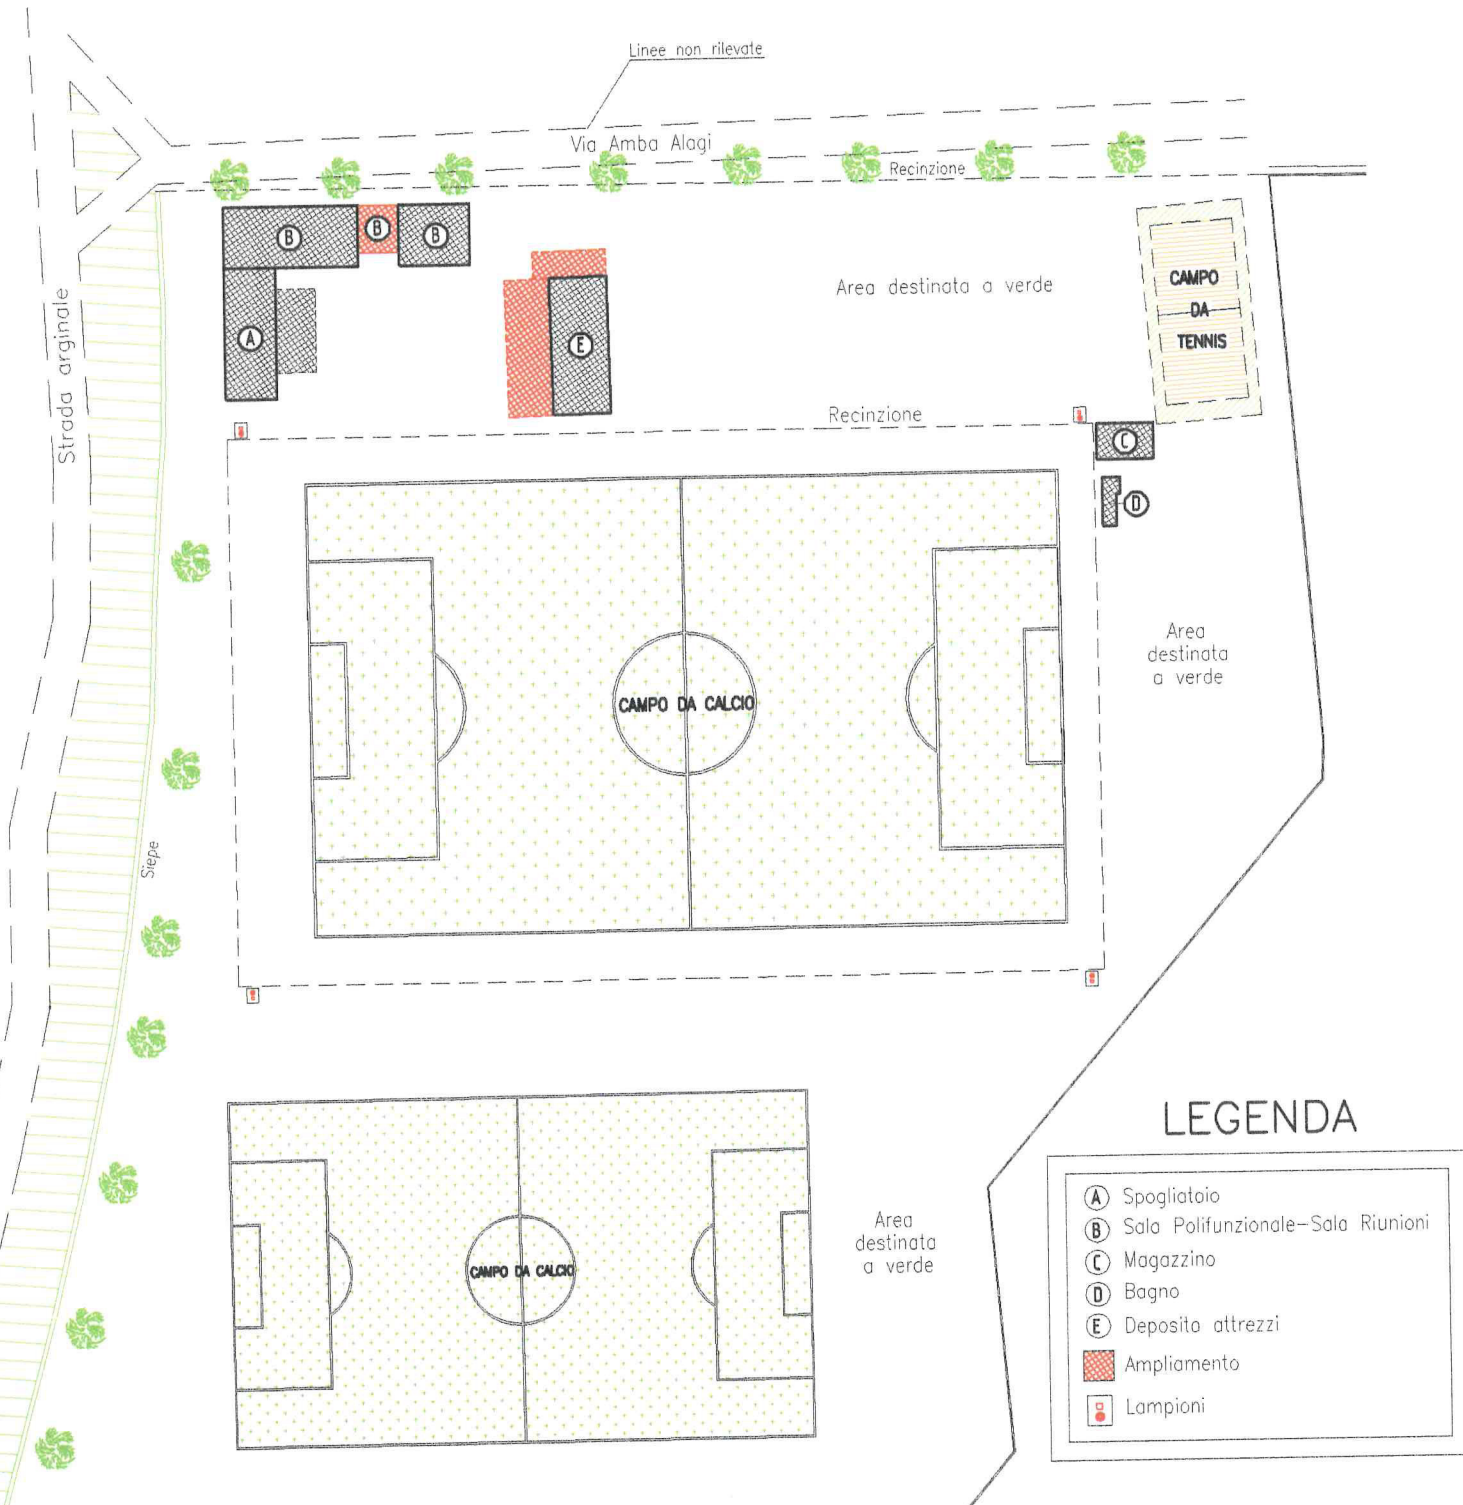 Linee non rilevate
Via Amba Alagi
Recinzione
B
B
B
A
E
Area destinata a verde
CAMPO
DA
TENNIS
Strada arginale
Recinzione
C
D
Area
destinata
a verde
CAMPO DA CALCIO
Siepe
CAMPO DA CALCIO
Area
destinata
a verde
LEGENDA
A Spogliatoio
B Sala Polifunzionale-Sala Riunioni
C Magazzino
D Bagno
E Deposito attrezzi
Ampliamento
Lampioni